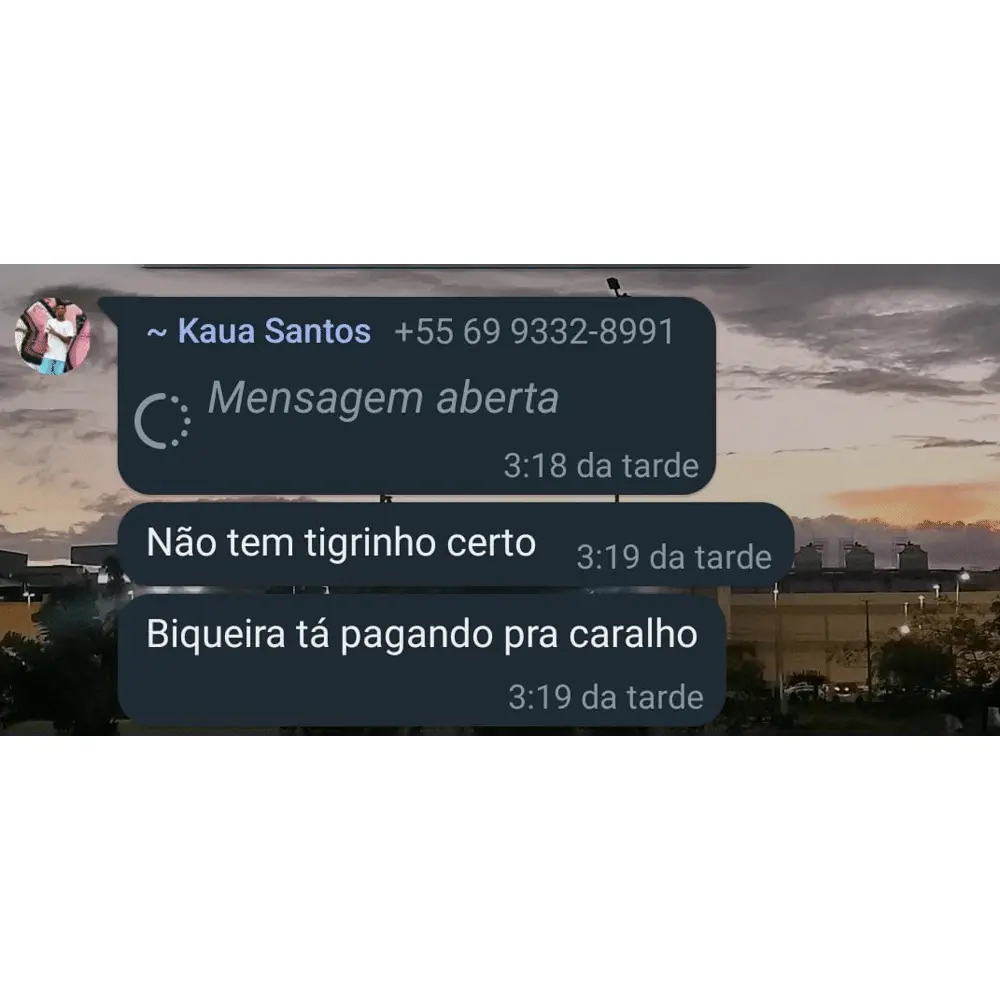 ~ Kaua Santos +55 69 9332-8991
Mensagem aberta
3:18 da tarde
Não tem tigrinho certo 3:19 da tarde
Biqueira tá pagando pra caralho
3:19 da tarde